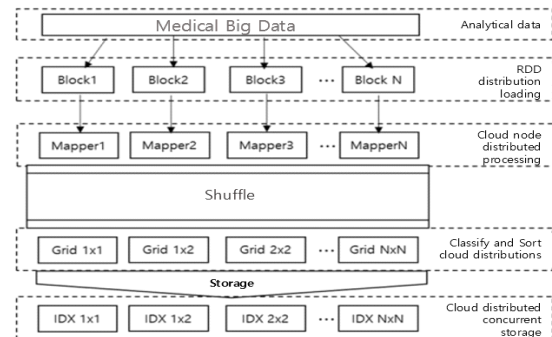 Medical Big Data
Analytical data
Block1 Block2 Block3 ... Block N
RDD
distribution
loading
Mapper1 Mapper2 Mapper3 ... MapperN
Cloud node
distributed
processing
Shuffle
Grid 1x1 Grid 1x2 Grid 2x2 ... Grid NxN
Classify and Sort
cloud distributions
Storage
IDX 1x1 IDX 1x2 IDX 2x2 ... IDX NxN
Cloud distributed
concurrent
storage